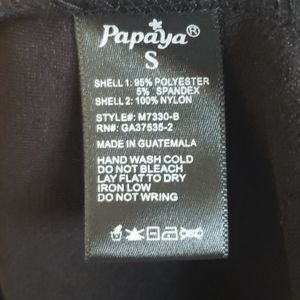 Papaya®
S
SHELL 1: 95% POLYESTER
5% SPANDEX
SHELL 2: 100% NYLON
STYLE#: M7330-B
RN#: GA37535-2
MADE IN GUATEMALA
HAND WASH COLD
DO NOT BLEACH
LAY FLAT TO DRY
IRON LOW
DO NOT WRING